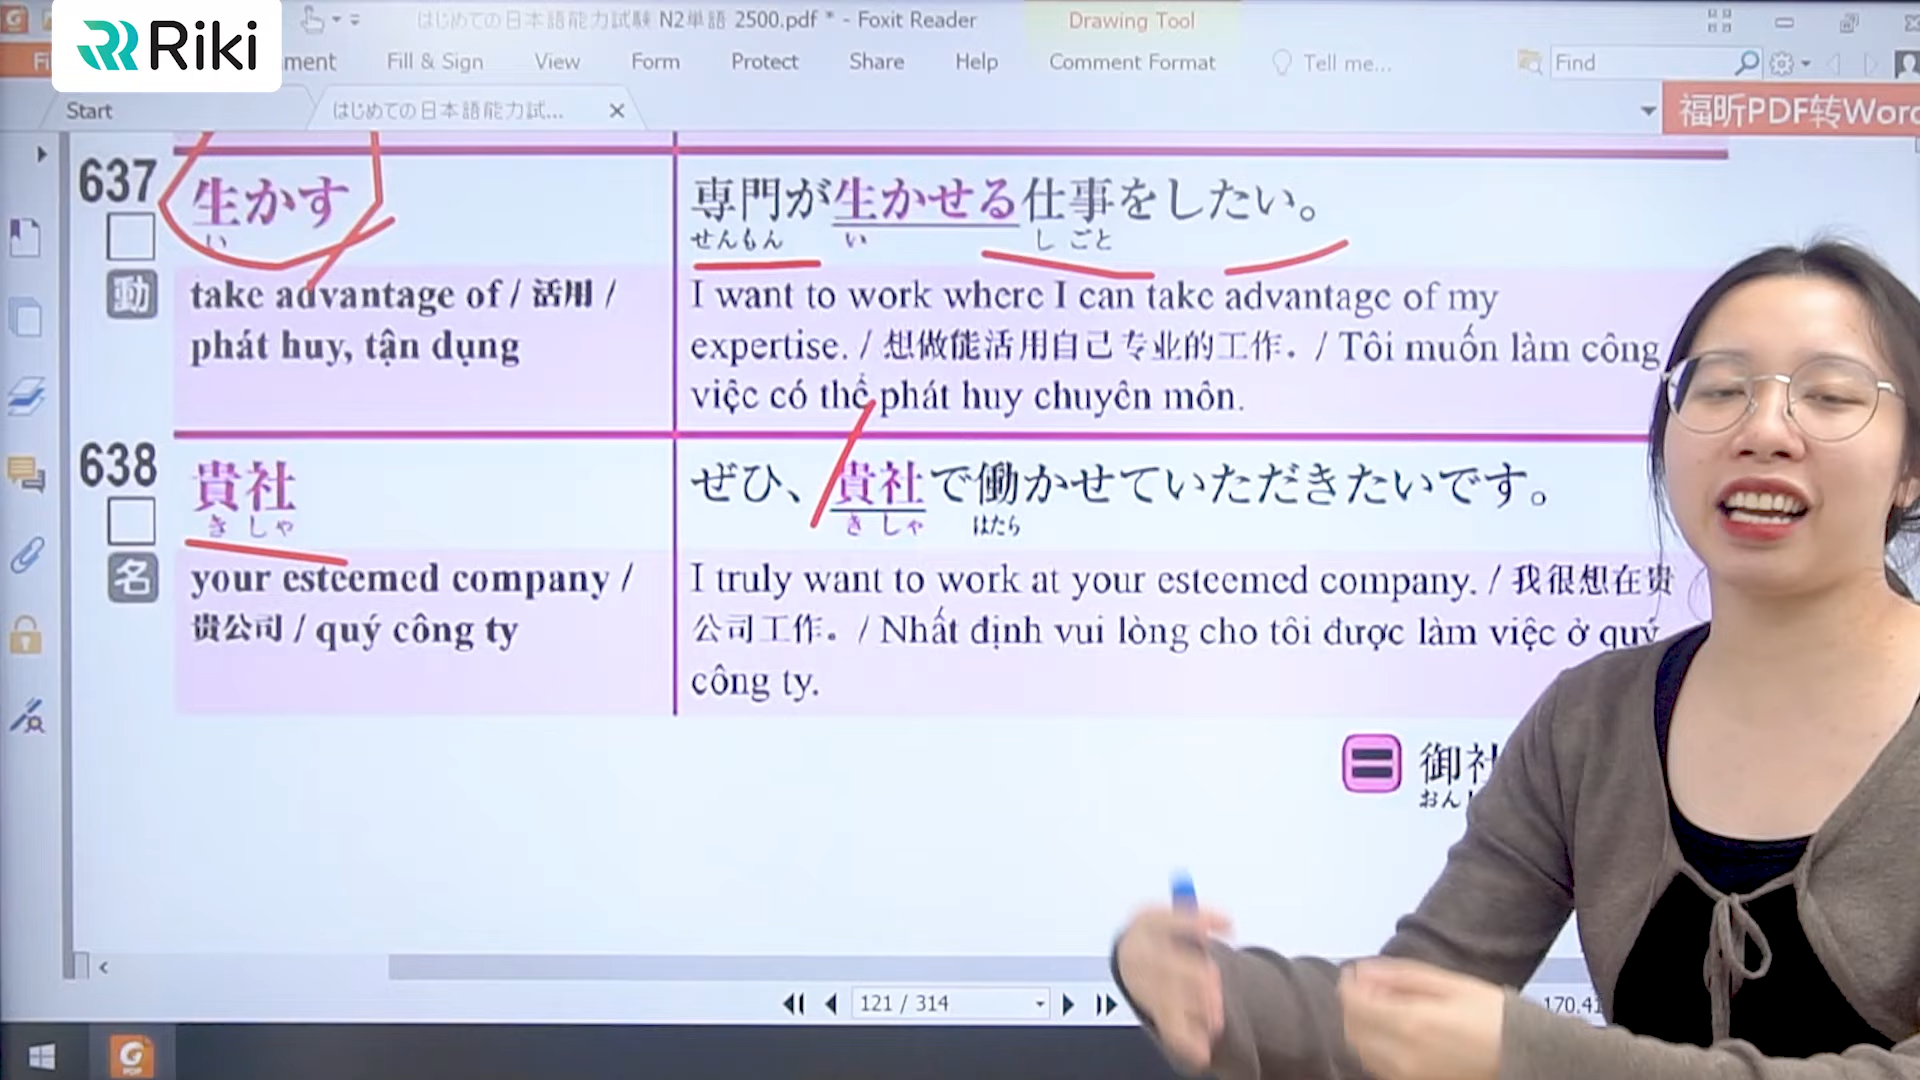 はじめての日本語能力試験 N2単語 2500.pdf * - Foxit Reader
Drawing Tool
Riki
Fill & Sign
View
Form
Protect
Share
Help
Comment Format
Tell me...
Find
Start
はじめての日本語能力試...
福昕PDF转Word
637
生かす
い
専門が生かせる仕事をしたい。
せんもん い しごと
動
take advantage of / 活用 /
phát huy, tận dụng
I want to work where I can take advantage of my
expertise. / 想做能活用自己专业的工作。/ Tôi muốn làm công
việc có thể phát huy chuyên môn.
638
貴社
きしゃ
ぜひ、貴社で働かせていただきたいです。
きしゃ はたら
名
your esteemed company /
贵公司 / quý công ty
I truly want to work at your esteemed company. / 我很想在贵
公司工作。/ Nhất định vui lòng cho tôi được làm việc ở quý
công ty.
御社
おん
121 / 314
170.41